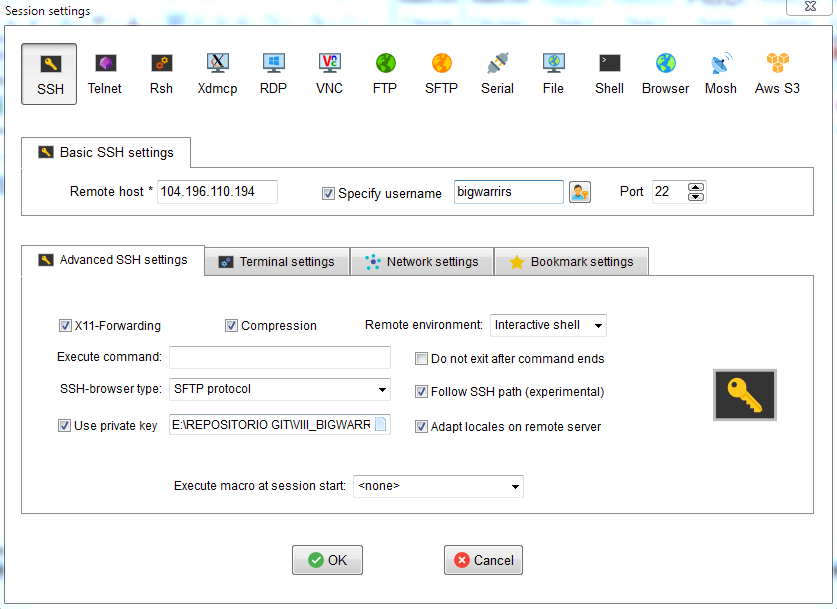 Session settings
SSH Telnet Rsh Xdmcp RDP VNC FTP SFTP Serial File Shell Browser Mosh Aws S3
Basic SSH settings
Remote host * 104.196.110.194 Specify username bigwarrirs Port 22
Advanced SSH settings Terminal settings Network settings Bookmark settings
X11-Forwarding Compression Remote environment: Interactive shell
Execute command: Do not exit after command ends
SSH-browser type: SFTP protocol Follow SSH path (experimental)
Use private key E:\REPOSITORIO GIT\VIII_BIGWARR Adapt locales on remote server
Execute macro at session start: <none>
OK Cancel